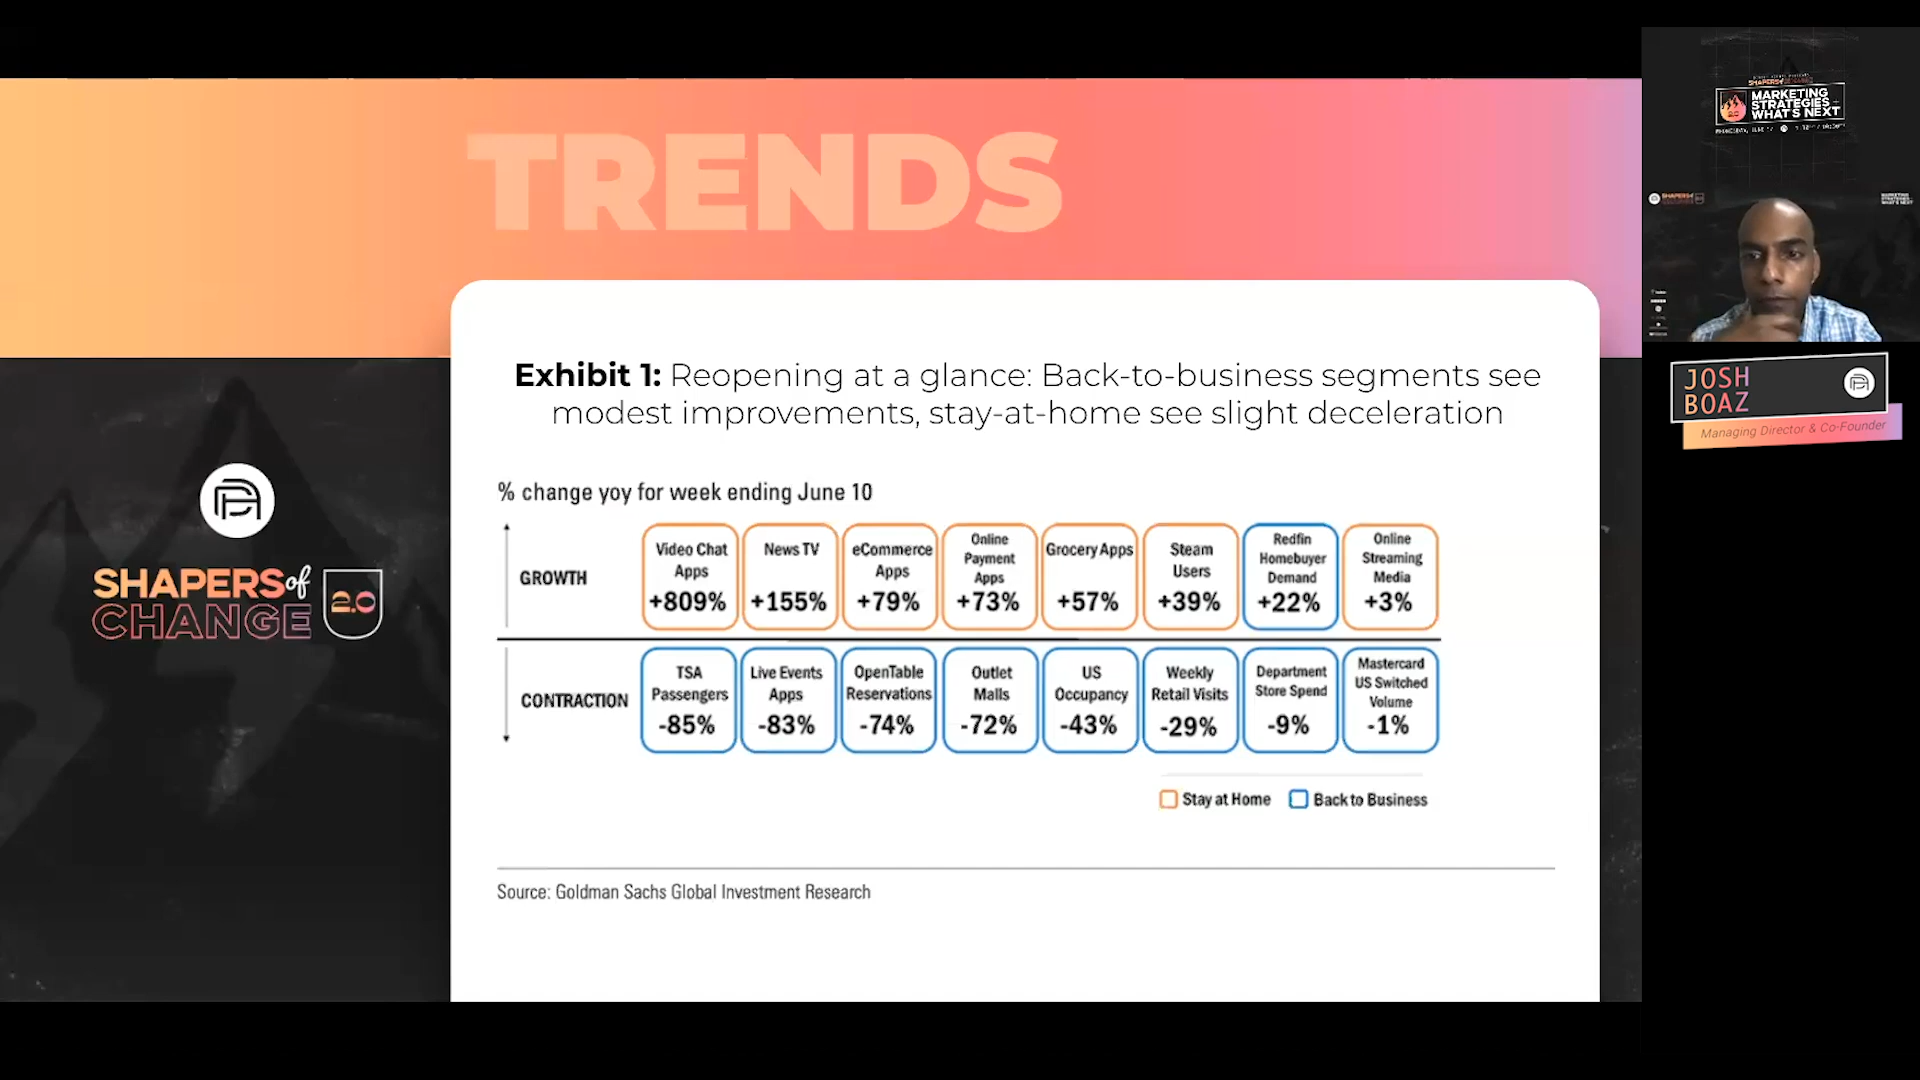 TRENDS
Exhibit 1: Reopening at a glance: Back-to-business segments see
modest improvements, stay-at-home see slight deceleration
% change yoy for week ending June 10
GROWTH
Video Chat
Apps
+809%
News TV
+155%
eCommerce
Apps
+79%
Online
Payment
Apps
+73%
Grocery Apps
+57%
Steam
Users
+39%
Redfin
Homebuyer
Demand
+22%
Online
Streaming
Media
+3%
CONTRACTION
TSA
Passengers
-85%
Live Events
Apps
-83%
OpenTable
Reservations
-74%
Outlet
Malls
-72%
US
Occupancy
-43%
Weekly
Retail Visits
-29%
Department
Store Spend
-9%
Mastercard
US Switched
Volume
-1%
Stay at Home
Back to Business
Source: Goldman Sachs Global Investment Research
SHAPERS of
CHANGE
2.0
SHAPERS of
MARKETING
STRATEGIES
WHAT'S NEXT
JOSH
BOAZ
Managing Director & Co-Founder